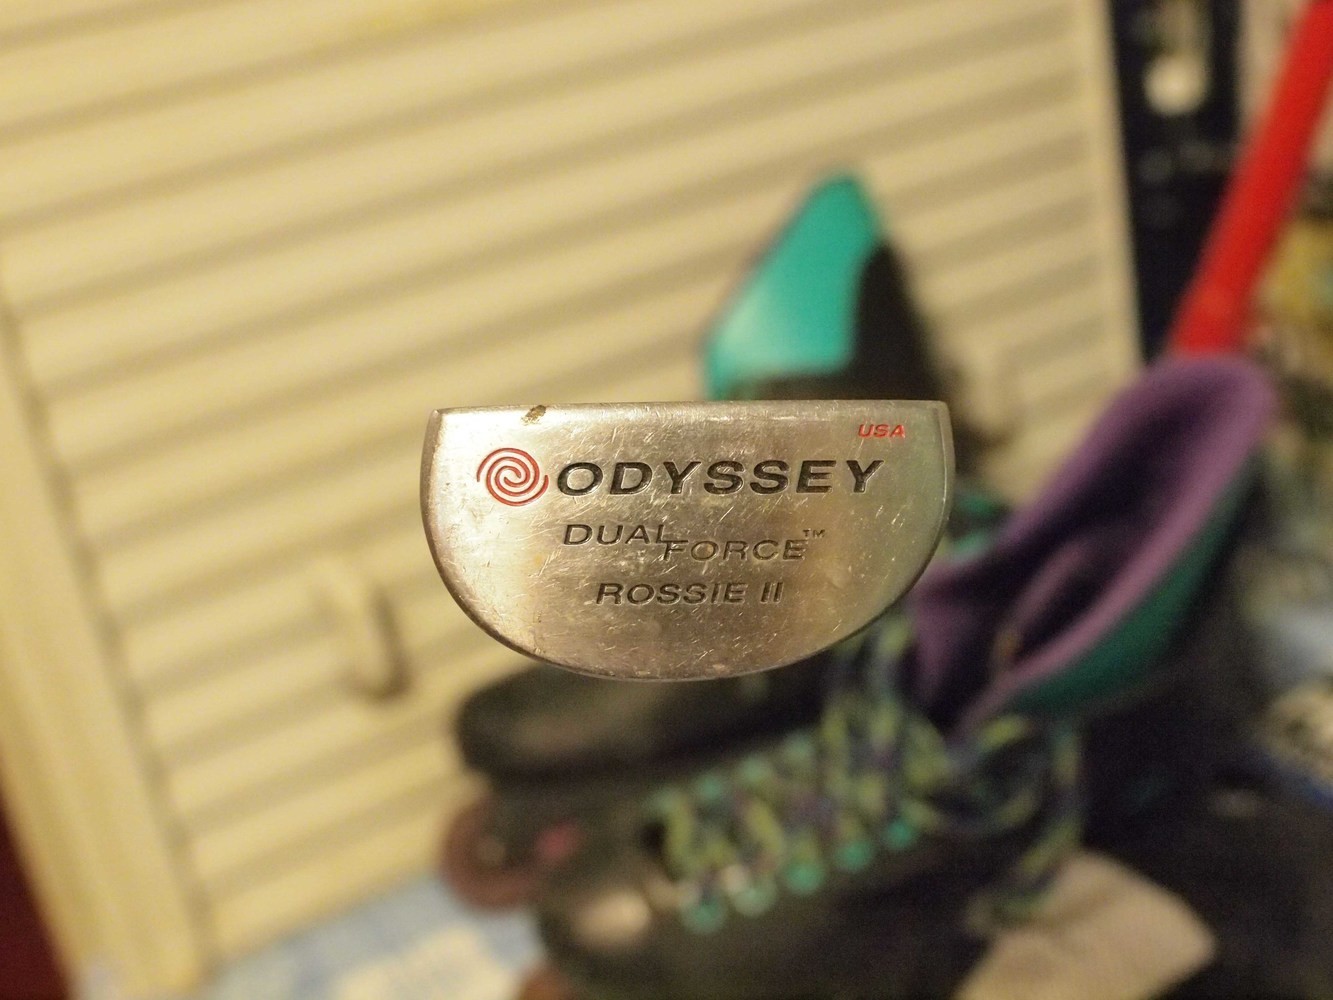 USA
ODYSSEY
DUAL FORCE™
ROSSIE II